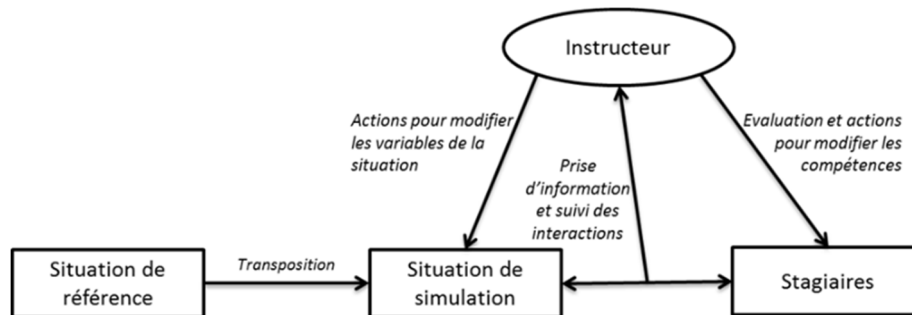 Instructeur
Actions pour modifier
les variables de la
situation
Evaluation et actions
pour modifier les
compétences
Prise
d’information
et suivi des
interactions
Situation de
référence
Transposition
Situation de
simulation
Stagiaires